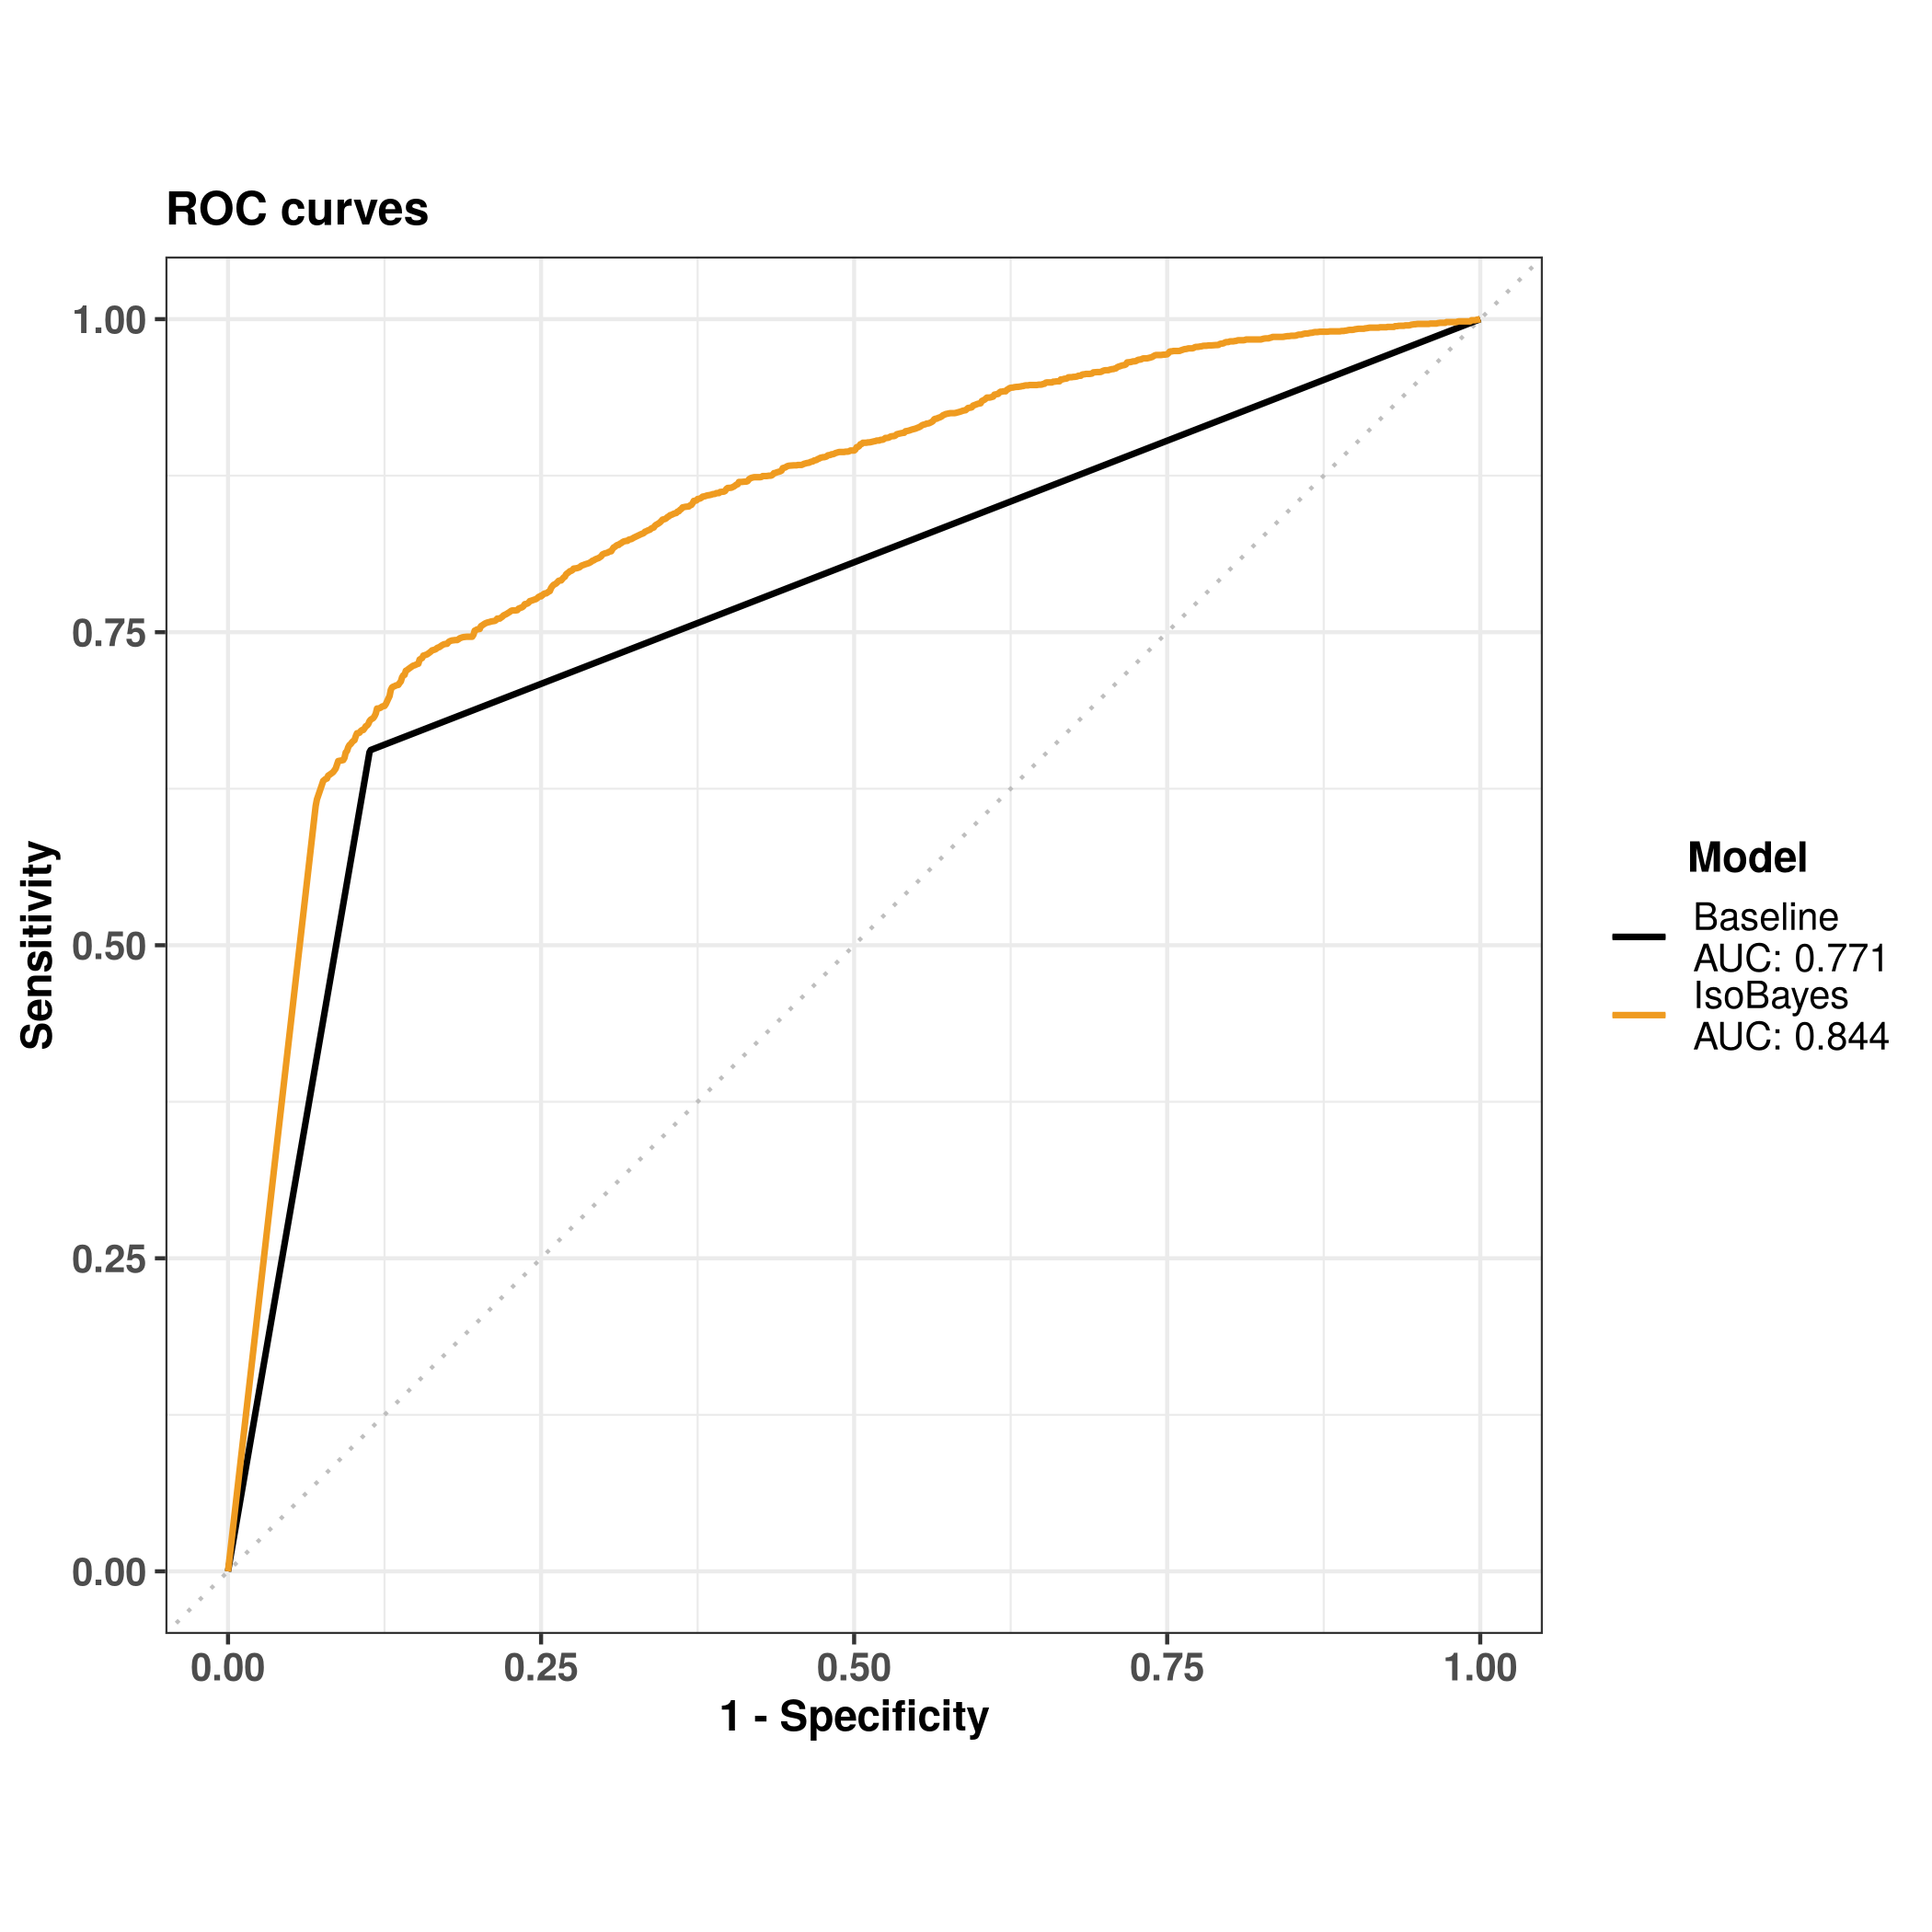 ROC curves
1.00
0.75
0.50
0.25
0.00
Sensitivity
0.00 0.25 0.50 0.75 1.00
1 - Specificity
Model
Baseline
AUC: 0.771
IsoBayes
AUC: 0.844